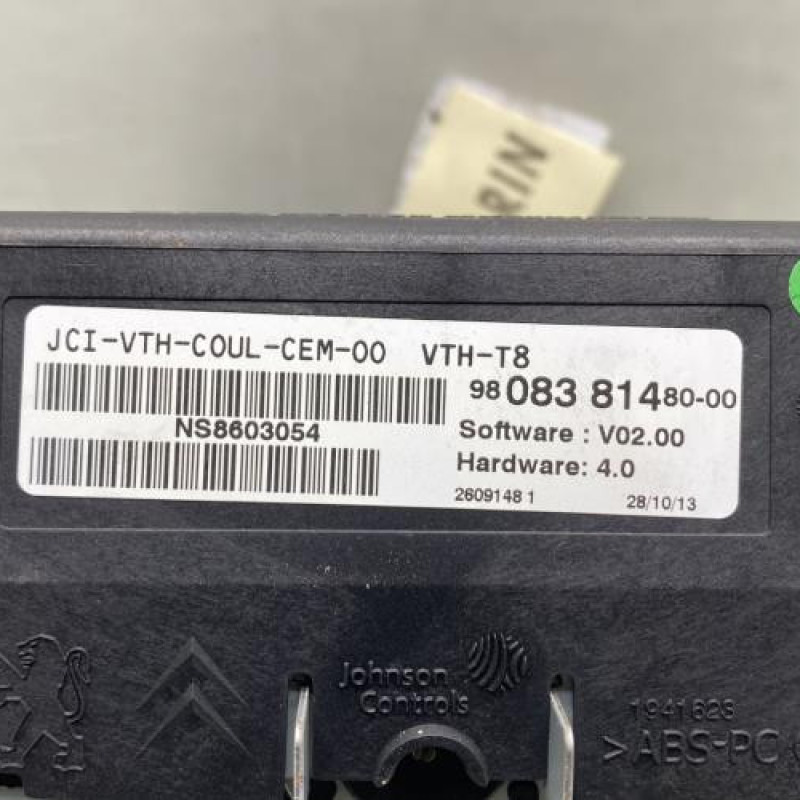 RIN
JCI-VTH-COUL-CEM-00 VTH-T8
98 083 814 80-00
NS8603054
Software : V02.00
Hardware: 4.0
2609148 1 28/10/13
Johnson
Controls
1941623
>ABS-PC